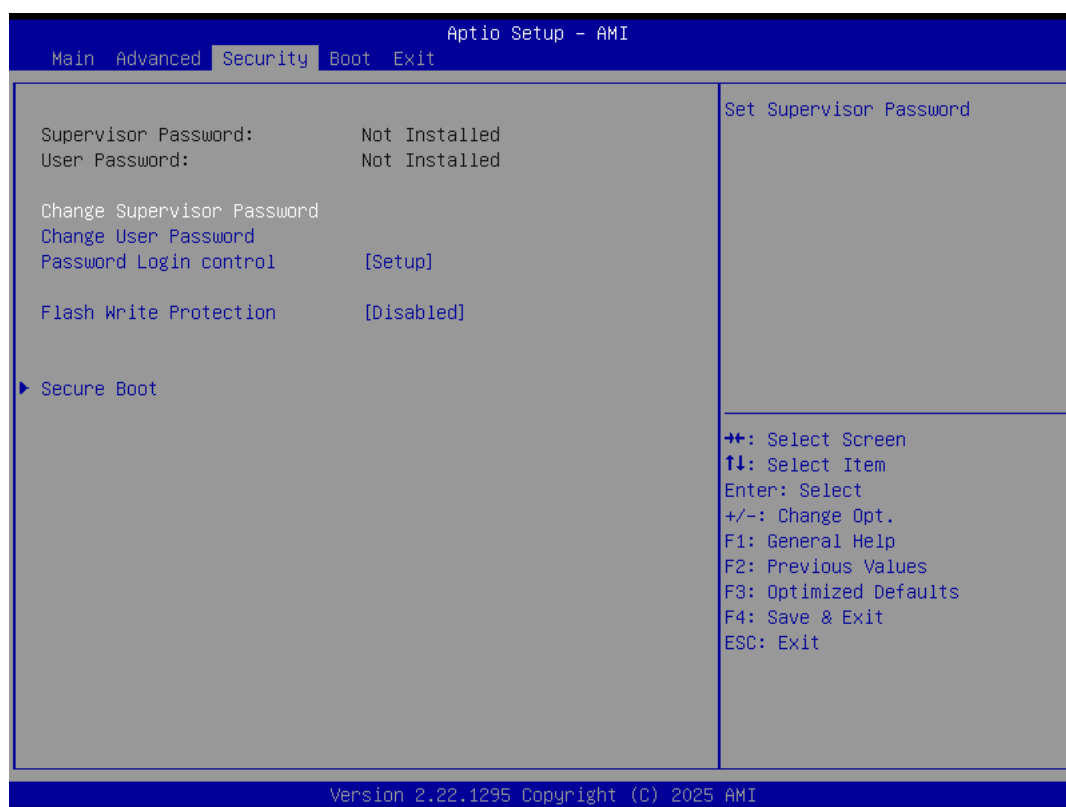 Aptio Setup – AMI
Main Advanced Security Boot Exit
Supervisor Password: Not Installed
User Password: Not Installed
Change Supervisor Password
Change User Password
Password Login control [Setup]
Flash Write Protection [Disabled]
Secure Boot
Set Supervisor Password
→←: Select Screen
↑↓: Select Item
Enter: Select
+/-: Change Opt.
F1: General Help
F2: Previous Values
F3: Optimized Defaults
F4: Save & Exit
ESC: Exit
Version 2.22.1295 Copyright (C) 2025 AMI